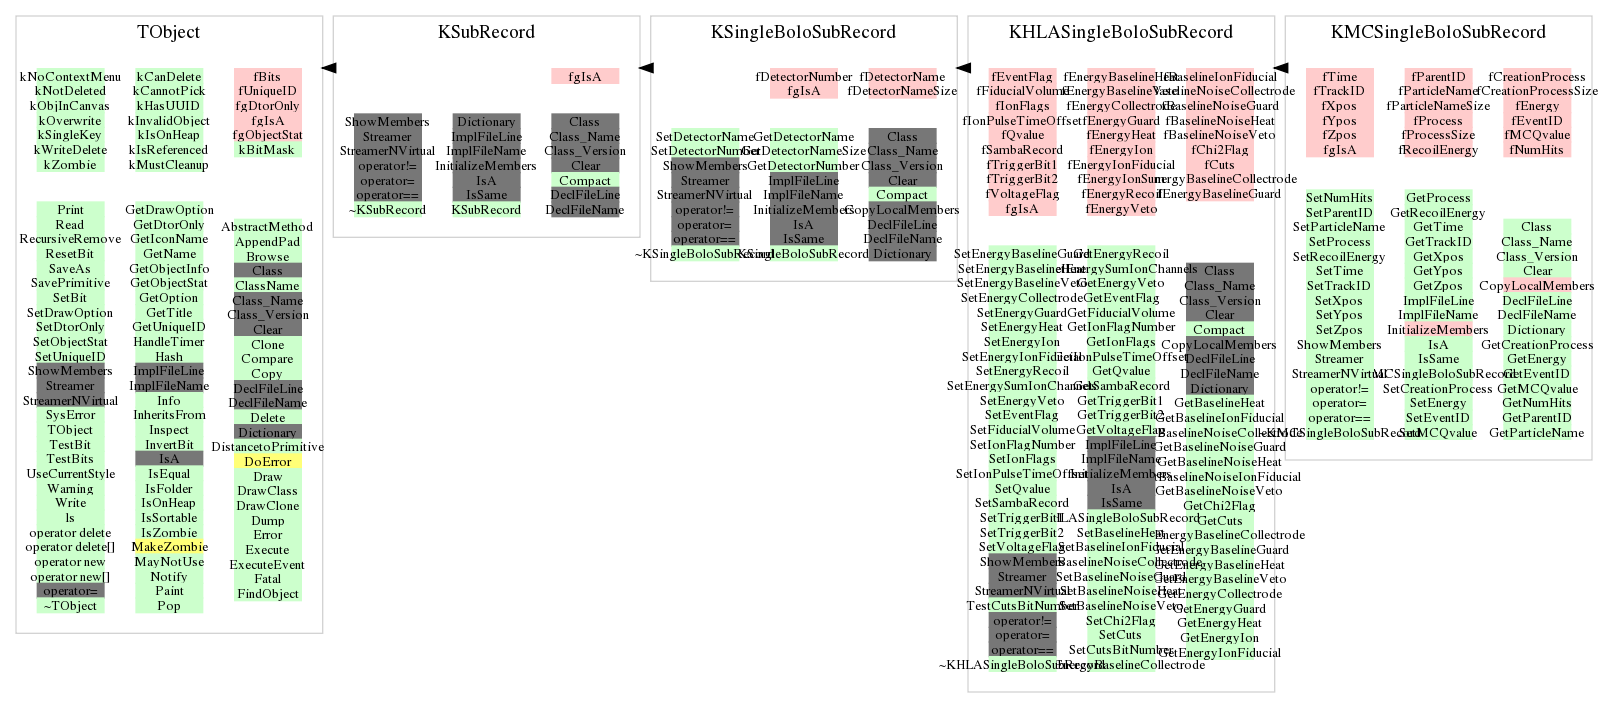 TObject
kNoContextMenu
kNotDeleted
kObjInCanvas
kOverwrite
kSingleKey
kWriteDelete
kZombie
kCanDelete
kCannotPick
kHasUUID
kInvalidObject
kIsOnHeap
kIsReferenced
kMustCleanup
fBits
fUniqueID
fgDtorOnly
fgIsA
fgObjectStat
kBitMask
Print
Read
RecursiveRemove
ResetBit
SaveAs
SavePrimitive
SetBit
SetDrawOption
SetDtorOnly
SetObjectStat
SetUniqueID
ShowMembers
Streamer
StreamerNVirtual
SysError
TObject
TestBit
TestBits
UseCurrentStyle
Warning
Write
ls
operator delete
operator delete[]
operator new
operator new[]
operator=
~TObject
GetDrawOption
GetDtorOnly
GetIconName
GetName
GetObjectInfo
GetObjectStat
GetOption
GetTitle
GetUniqueID
HandleTimer
Hash
ImplFileLine
ImplFileName
Info
InheritsFrom
Inspect
InvertBit
IsA
IsEqual
IsFolder
IsOnHeap
IsSortable
IsZombie
MakeZombie
MayNotUse
Notify
Paint
Pop
AbstractMethod
AppendPad
Browse
Class
ClassName
Class_Name
Class_Version
Clear
Clone
Compare
Copy
DeclFileLine
DeclFileName
Delete
Dictionary
DistancetoPrimitive
DoError
Draw
DrawClass
DrawClone
Dump
Error
Execute
ExecuteEvent
Fatal
FindObject
KSubRecord
fgIsA
ShowMembers
Streamer
StreamerNVirtual
operator!=
operator=
operator==
~KSubRecord
Dictionary
ImplFileLine
ImplFileName
InitializeMembers
IsA
IsSame
KSubRecord
Class
Class_Name
Class_Version
Clear
Compact
DeclFileLine
DeclFileName
KSingleBoloSubRecord
fDetectorNumber
fgIsA
fDetectorName
fDetectorNameSize
SetDetectorName
SetDetectorNumber
ShowMembers
Streamer
StreamerNVirtual
operator!=
operator=
operator==
~KSingleBoloSubRecord
GetDetectorName
GetDetectorNameSize
GetDetectorNumber
ImplFileLine
ImplFileName
InitializeMembers
IsA
IsSame
KSingleBoloSubRecord
Class
Class_Name
Class_Version
Clear
Compact
CopyLocalMembers
DeclFileLine
DeclFileName
Dictionary
KHLASingleBoloSubRecord
fEventFlag
fFiducialVolume
fIonFlags
fIonPulseTimeOffset
fQvalue
fSambaRecord
fTriggerBit1
fTriggerBit2
fVoltageFlag
fgIsA
fEnergyBaselineHeat
fEnergyBaselineVeto
fEnergyCollectrode
fEnergyGuard
fEnergyHeat
fEnergyIon
fEnergyIonFiducial
fEnergyIonSum
fEnergyRecoil
fEnergyVeto
fBaselineIonFiducial
fBaselineNoiseCollectrode
fBaselineNoiseGuard
fBaselineNoiseHeat
fBaselineNoiseVeto
fChi2Flag
fCuts
fEnergyBaselineCollectrode
fEnergyBaselineGuard
SetEnergyBaselineGuard
SetEnergyBaselineHeat
SetEnergyBaselineVeto
SetEnergyCollectrode
SetEnergyGuard
SetEnergyHeat
SetEnergyIon
SetEnergyIonFiducial
SetEnergyRecoil
SetEnergySumIonChannels
SetEnergyVeto
SetEventFlag
SetFiducialVolume
SetIonFlagNumber
SetIonFlags
SetIonPulseTimeOffset
SetQvalue
SetSambaRecord
SetTriggerBit1
SetTriggerBit2
SetVoltageFlag
ShowMembers
Streamer
StreamerNVirtual
TestCutsBitNumber
operator!=
operator=
operator==
~KHLASingleBoloSubRecord
GetEnergyRecoil
GetEnergySumIonChannels
GetEnergyVeto
GetEventFlag
GetFiducialVolume
GetIonFlagNumber
GetIonFlags
GetIonPulseTimeOffset
GetQvalue
GetSambaRecord
GetTriggerBit1
GetTriggerBit2
GetVoltageFlag
ImplFileLine
ImplFileName
InitializeMembers
IsA
IsSame
KHLASingleBoloSubRecord
SetBaselineHeat
SetBaselineIonFiducial
SetBaselineNoiseCollectrode
SetBaselineNoiseGuard
SetBaselineNoiseHeat
SetBaselineNoiseVeto
SetChi2Flag
SetCuts
SetCutsBitNumber
SetEnergyBaselineCollectrode
Class
Class_Name
Class_Version
Clear
Compact
CopyLocalMembers
DeclFileLine
DeclFileName
Dictionary
GetBaselineHeat
GetBaselineIonFiducial
GetBaselineNoiseCollectrode
GetBaselineNoiseGuard
GetBaselineNoiseHeat
GetBaselineNoiseIonFiducial
GetBaselineNoiseVeto
GetChi2Flag
GetCuts
GetEnergyBaselineCollectrode
GetEnergyBaselineGuard
GetEnergyBaselineHeat
GetEnergyBaselineVeto
GetEnergyCollectrode
GetEnergyGuard
GetEnergyHeat
GetEnergyIon
GetEnergyIonFiducial
KMCSingleBoloSubRecord
fTime
fTrackID
fXpos
fYpos
fZpos
fgIsA
fParentID
fParticleName
fParticleNameSize
fProcess
fProcessSize
fRecoilEnergy
fCreationProcess
fCreationProcessSize
fEnergy
fEventID
fMCQvalue
fNumHits
SetNumHits
SetParentID
SetParticleName
SetProcess
SetRecoilEnergy
SetTime
SetTrackID
SetXpos
SetYpos
SetZpos
ShowMembers
Streamer
StreamerNVirtual
operator!=
operator=
operator==
~KMCSingleBoloSubRecord
GetProcess
GetRecoilEnergy
GetTime
GetTrackID
GetXpos
GetYpos
GetZpos
ImplFileLine
ImplFileName
InitializeMembers
IsA
IsSame
KMCSingleBoloSubRecord
SetCreationProcess
SetEnergy
SetEventID
SetMCQvalue
Class
Class_Name
Class_Version
Clear
CopyLocalMembers
DeclFileLine
DeclFileName
Dictionary
GetCreationProcess
GetEnergy
GetEventID
GetMCQvalue
GetNumHits
GetParentID
GetParticleName